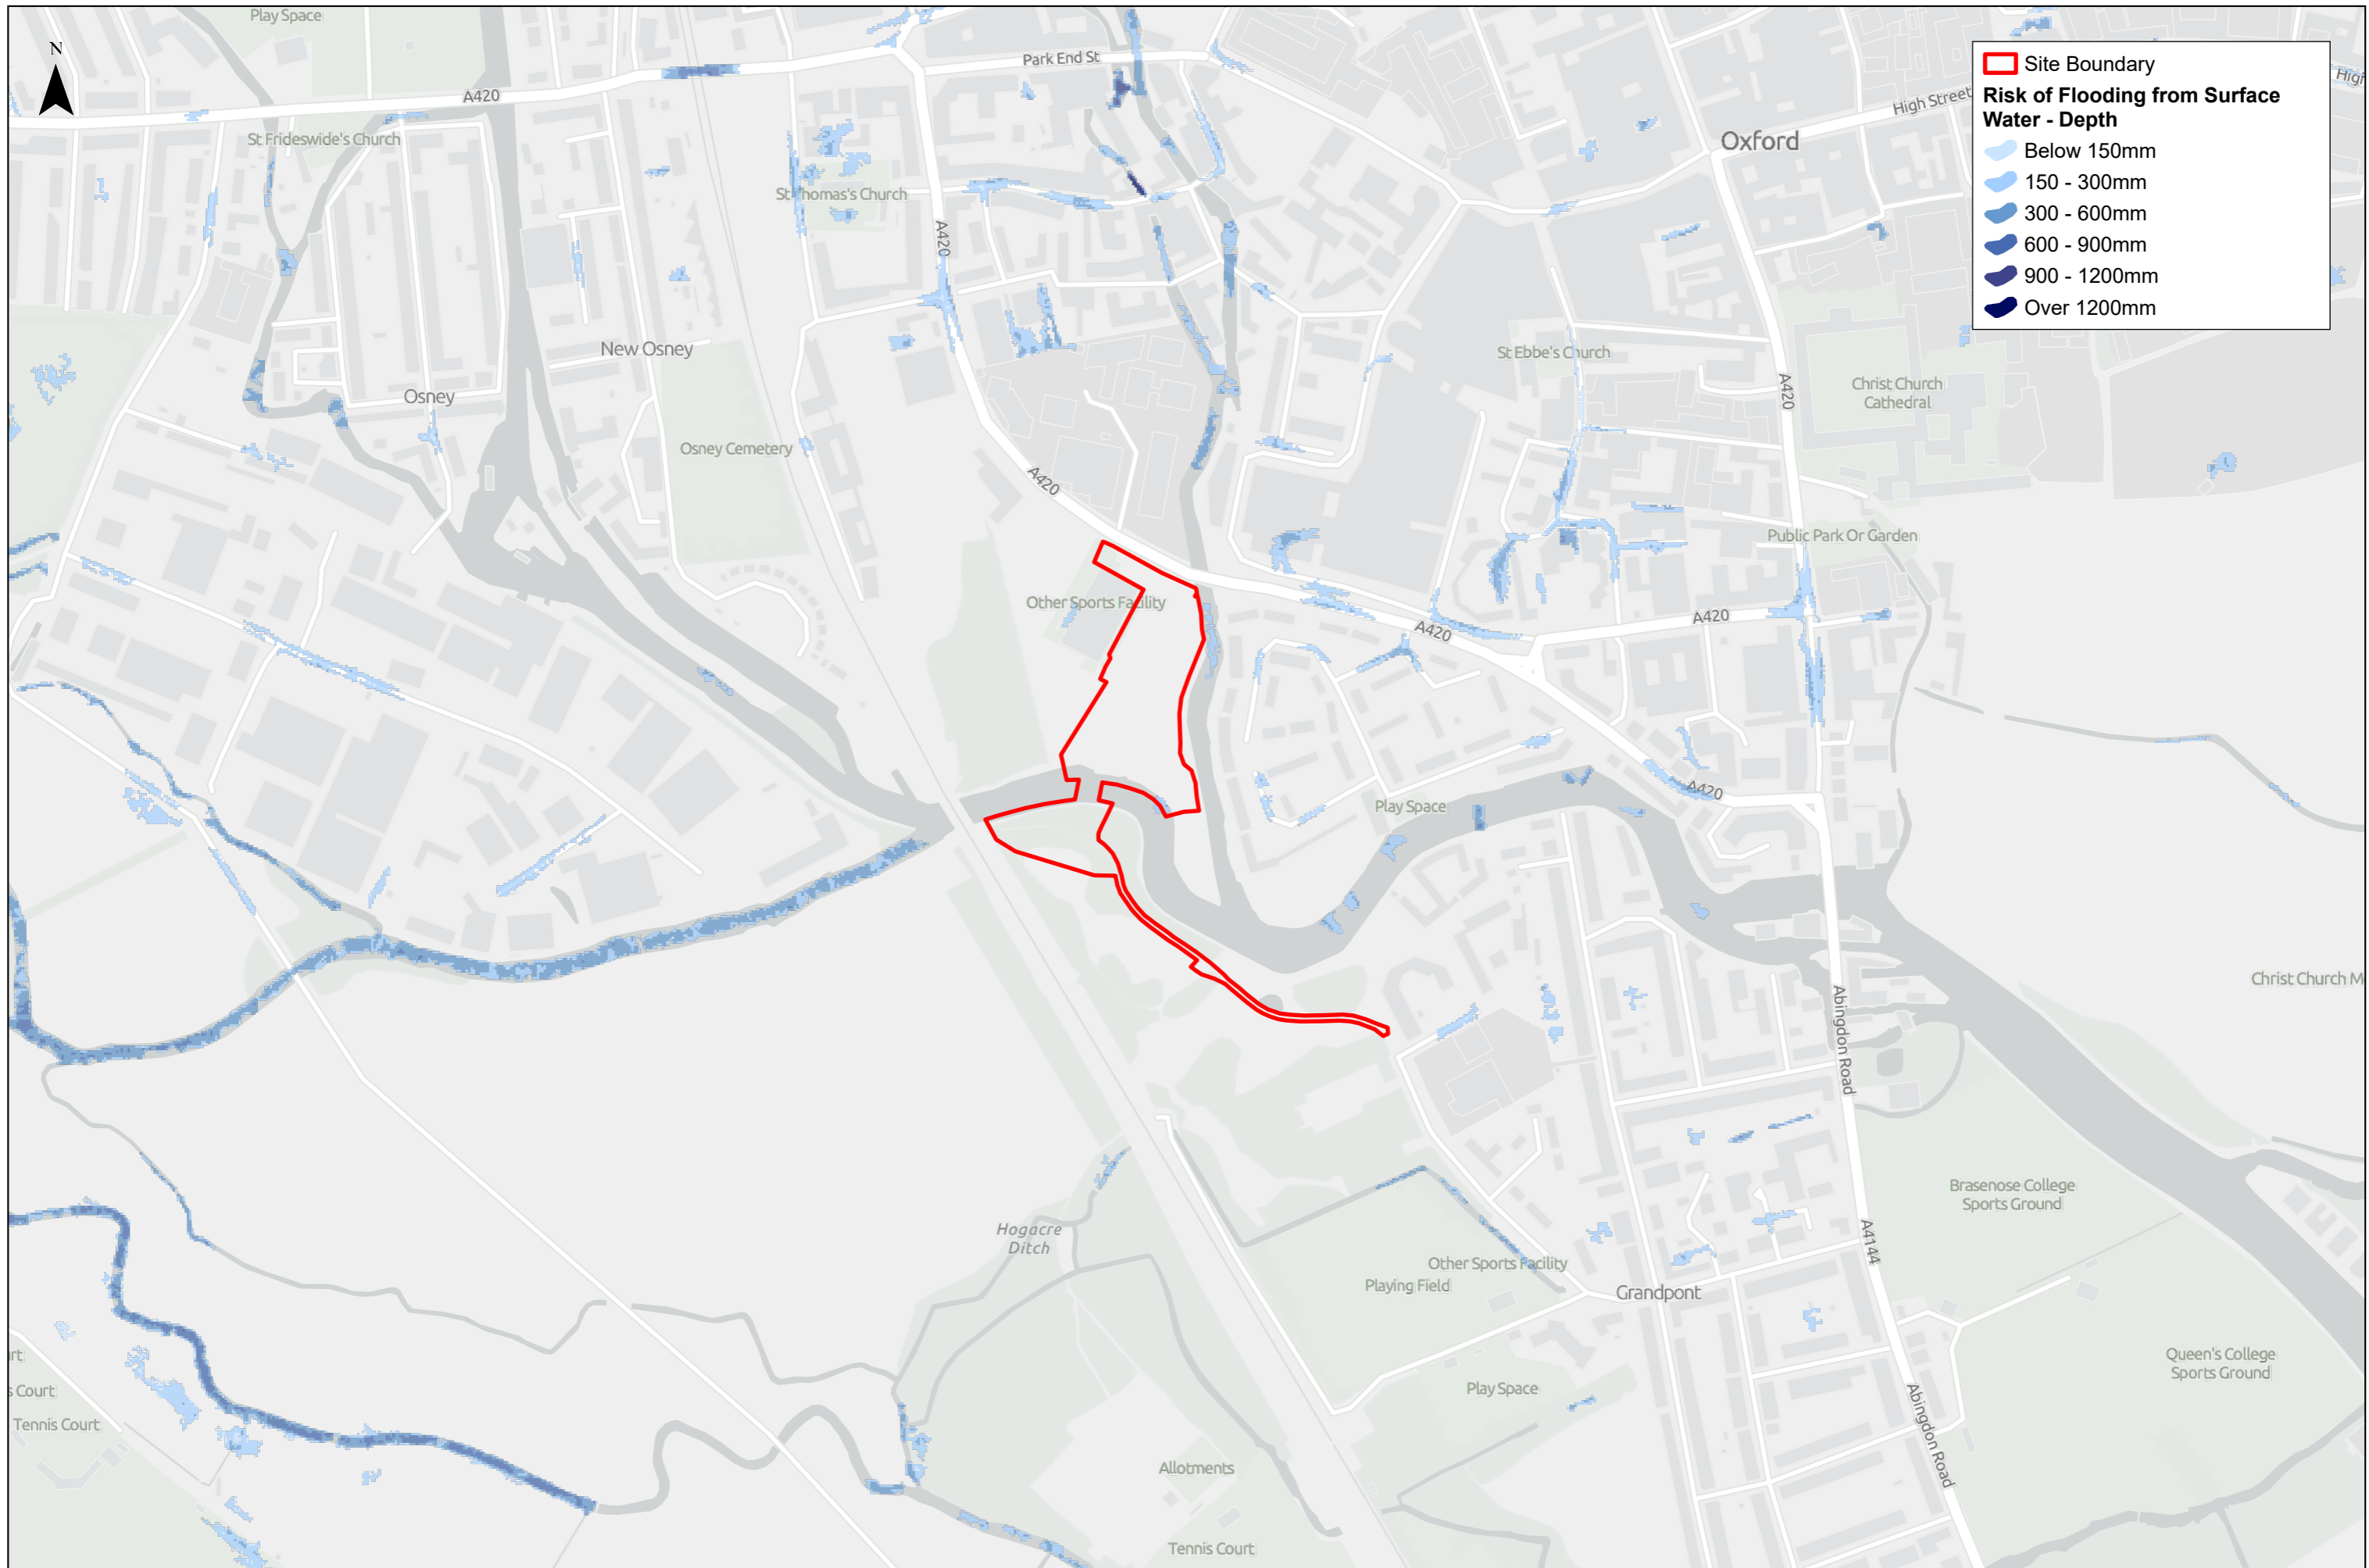 Play Space
N
Park End St
A420
St Frideswide's Church
St Thomas's Church
A420
Oxford
High Street
Site Boundary
Risk of Flooding from Surface
Water - Depth
Below 150mm
150 - 300mm
300 - 600mm
600 - 900mm
900 - 1200mm
Over 1200mm
New Osney
Osney
Osney Cemetery
A420
St Ebbe's Church
A420
Christ Church
Cathedral
Public Park Or Garden
Other Sports Facility
A420
A420
Play Space
A420
Christ Church M
Abingdon Road
Hogacre
Ditch
Brasenose College
Sports Ground
A4144
Other Sports Facility
Playing Field
Grandpont
Queen's College
Sports Ground
Play Space
s Court
Tennis Court
Abingdon Road
Allotments
Tennis Court